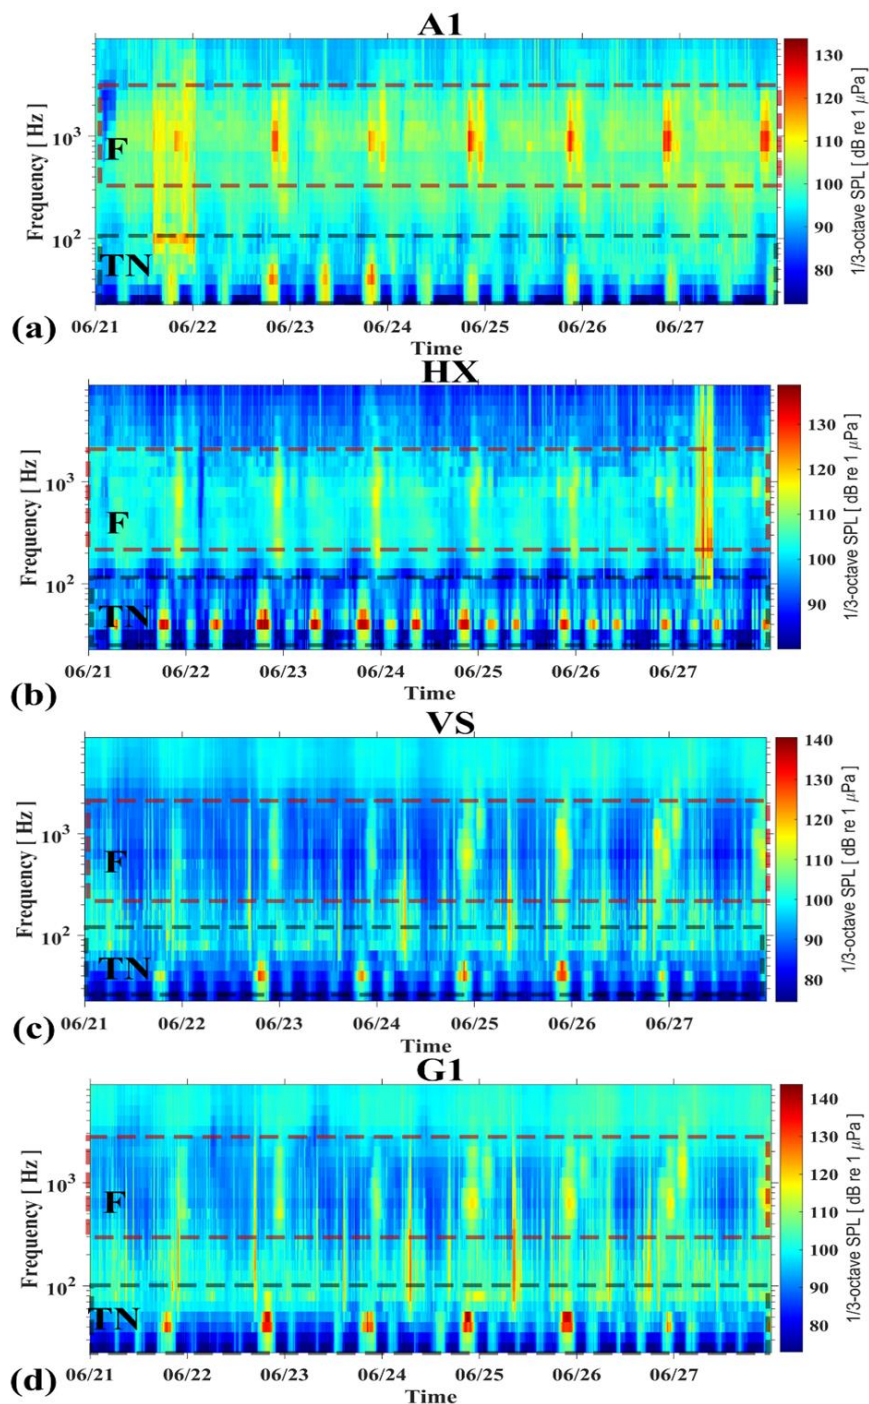 A1
Frequency [ Hz ]
10³
10²
F
TN
06/21 06/22 06/23 06/24 06/25 06/26 06/27
Time
130
120
110
100
90
80
1/3-octave SPL [ dB re 1 μPa ]
(a)
HX
Frequency [ Hz ]
10³
10²
F
TN
06/21 06/22 06/23 06/24 06/25 06/26 06/27
Time
130
120
110
100
90
1/3-octave SPL [ dB re 1 μPa ]
(b)
VS
Frequency [ Hz ]
10³
10²
F
TN
06/21 06/22 06/23 06/24 06/25 06/26 06/27
Time
140
130
120
110
100
90
80
1/3-octave SPL [ dB re 1 μPa ]
(c)
G1
Frequency [ Hz ]
10³
10²
F
TN
06/21 06/22 06/23 06/24 06/25 06/26 06/27
Time
140
130
120
110
100
90
80
1/3-octave SPL [ dB re 1 μPa ]
(d)